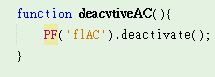 function deacvtiveAC(){
PF('flAC').deactivate();
}